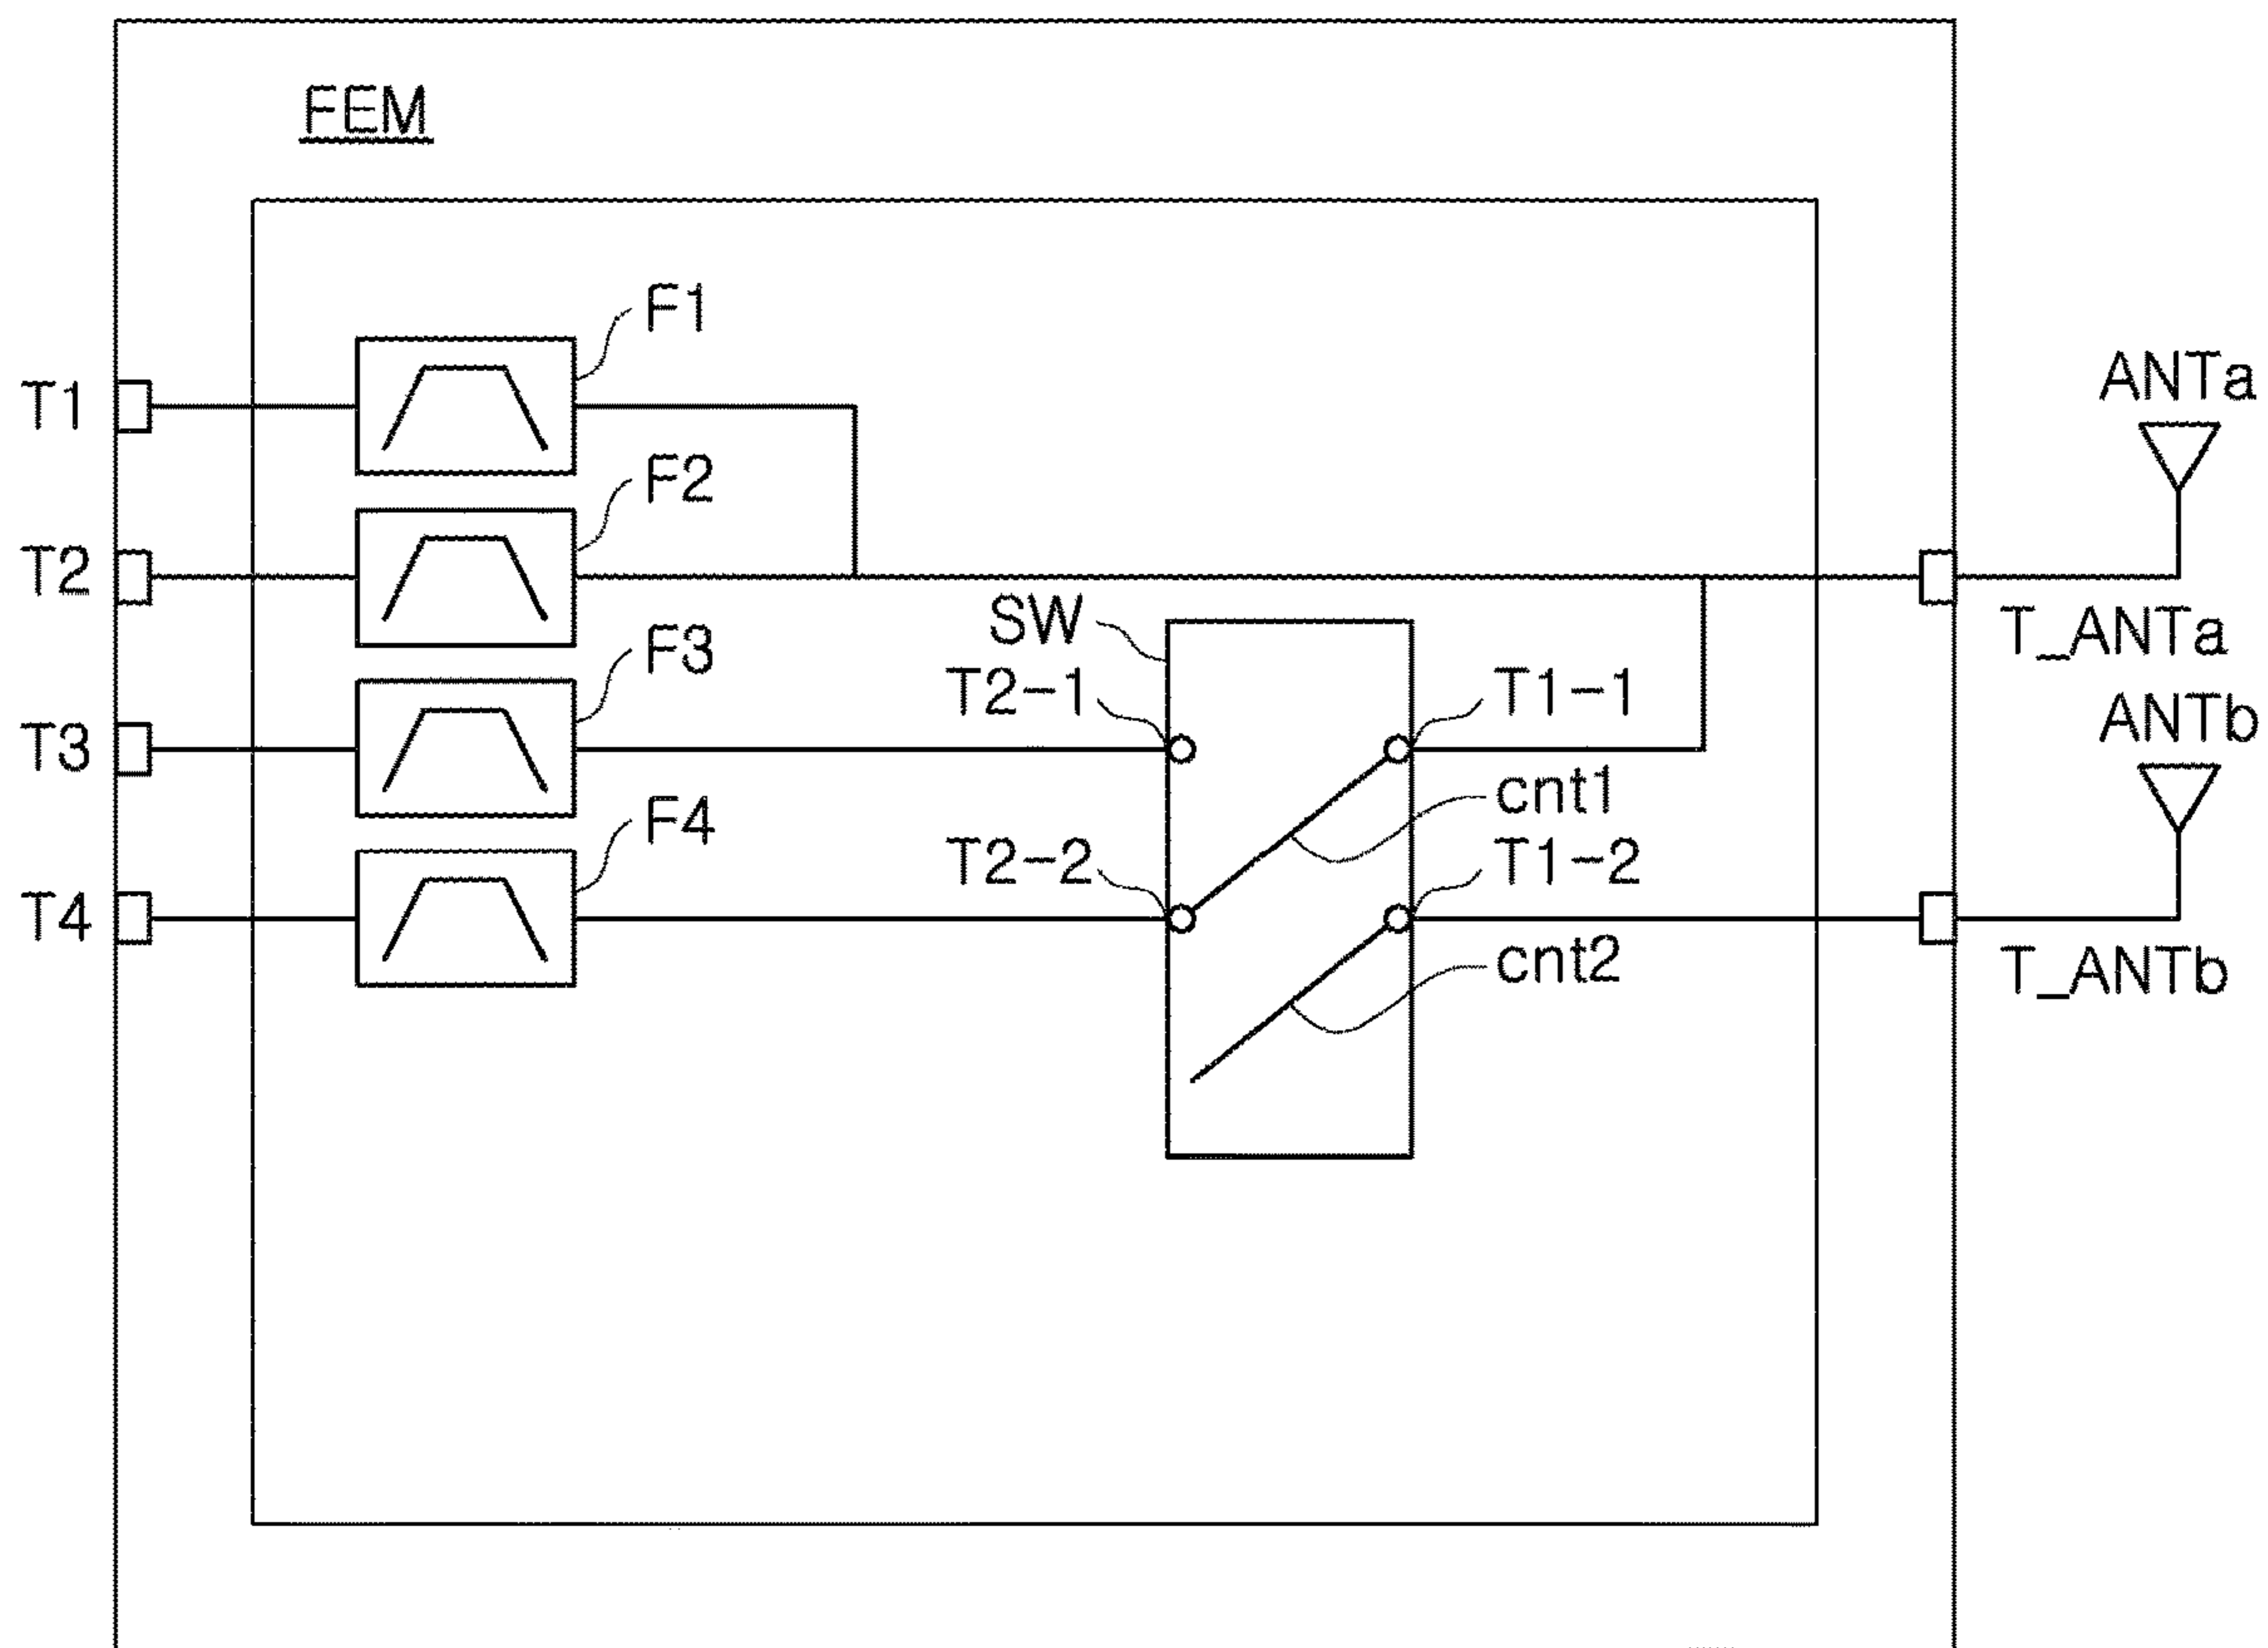 FEM
F1
T1
ANTa
F2
T2
SW
T_ANTa
F3
T2-1
T1-1
ANTb
T3
cnt1
F4
T2-2
T1-2
T4
cnt2
T_ANTb